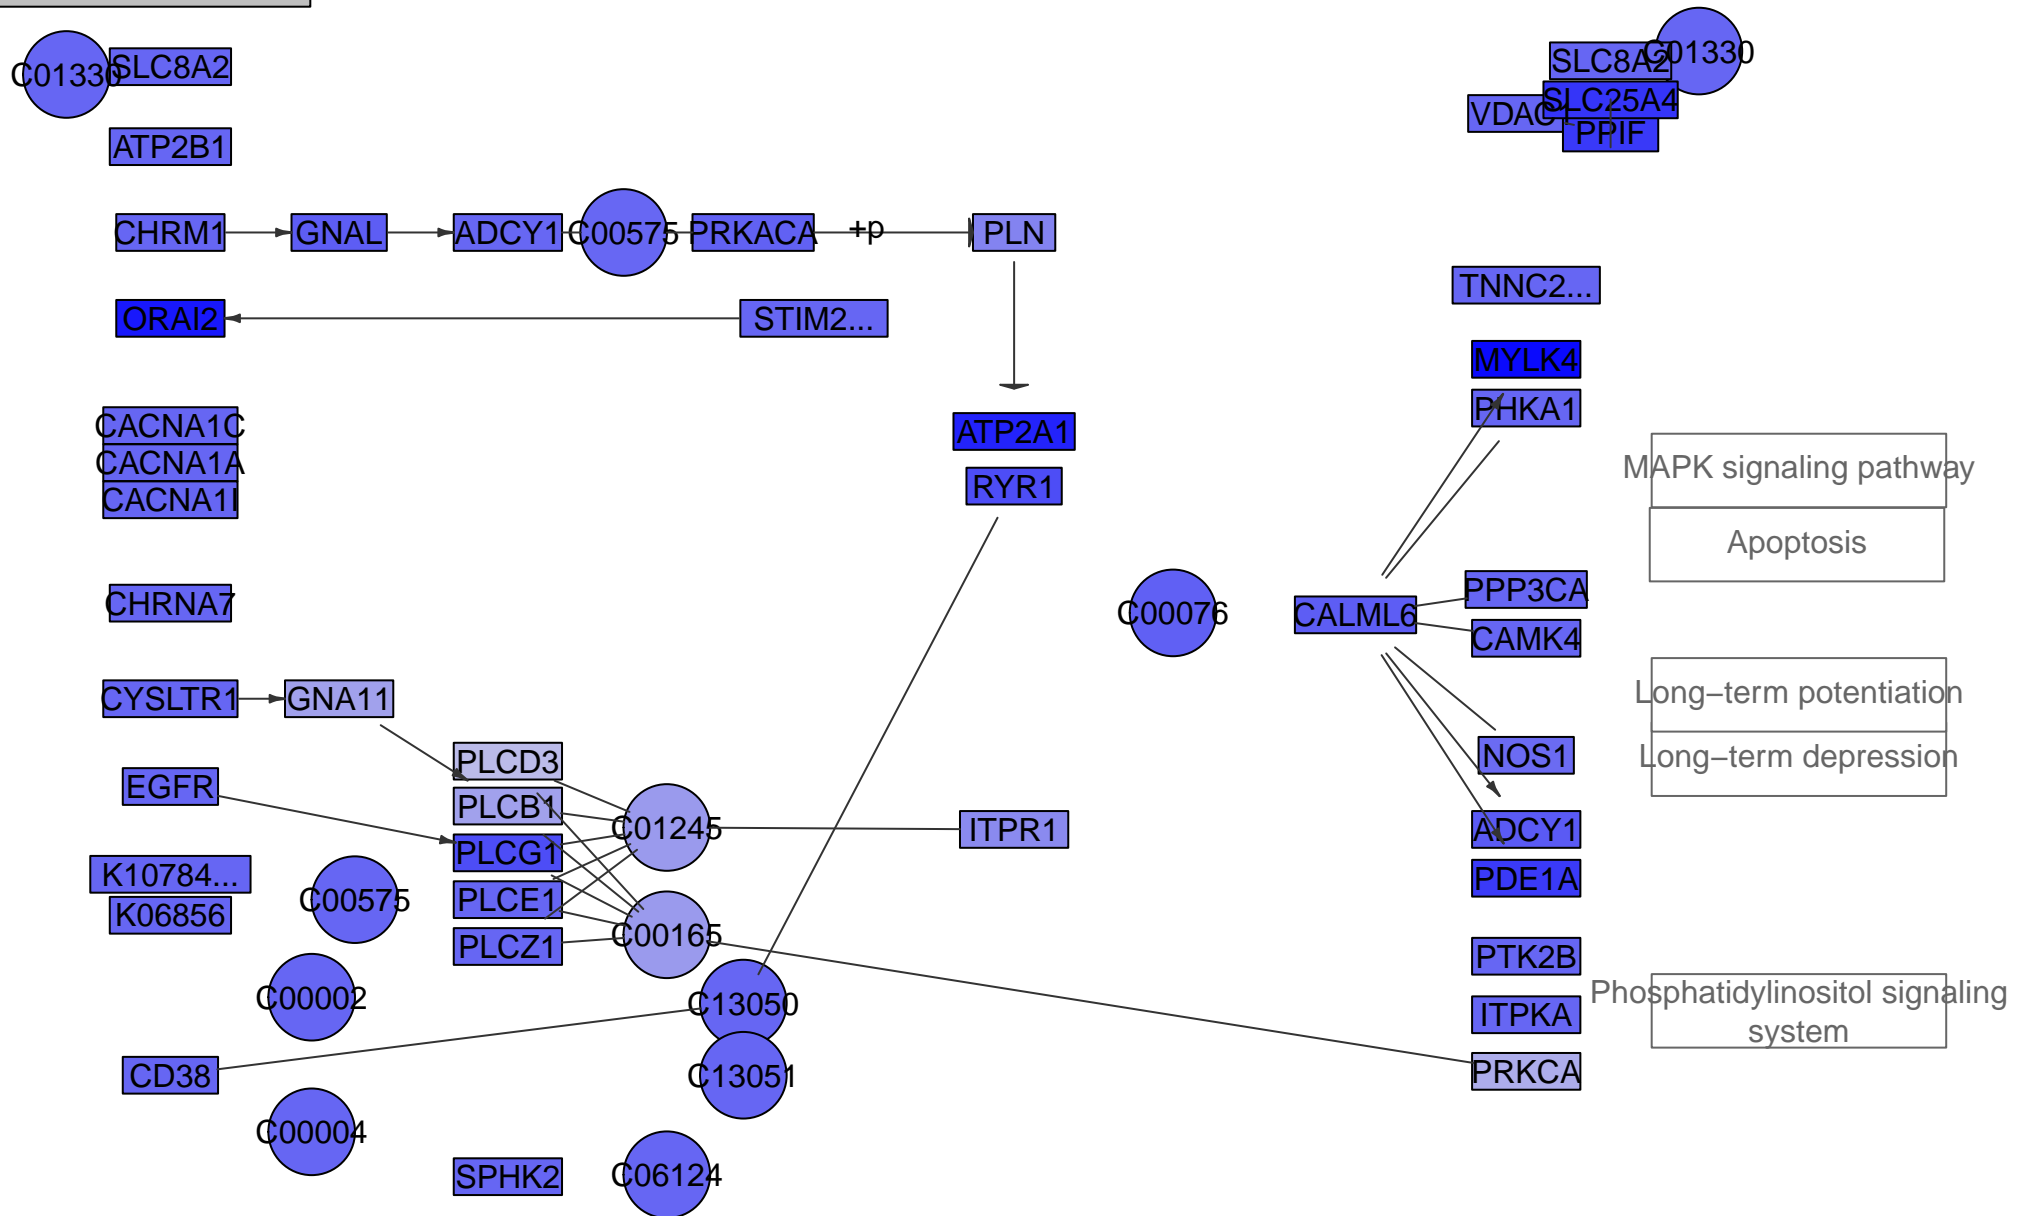 C01330
SLC8A2
SLC8A2
C01330
SLC25A4
VDAC1
PPIF
ATP2B1
CHRM1
GNAL
ADCY1
C00575
PRKACA
+p
PLN
TNNC2...
ORAI2
STIM2...
MYLK4
PHKA1
CACNA1C
CACNA1A
CACNA1I
ATP2A1
RYR1
MAPK signaling pathway
Apoptosis
CHRNA7
C00076
CALML6
PPP3CA
CAMK4
CYSLTR1
GNA11
Long−term potentiation
Long−term depression
PLCD3
NOS1
EGFR
PLCB1
C01245
ITPR1
ADCY1
PLCG1
K10784...
PDE1A
C00575
PLCE1
K06856
C00165
PLCZ1
PTK2B
C00002
C13050
Phosphatidylinositol signaling
system
ITPKA
CD38
C13051
PRKCA
C00004
SPHK2
C06124